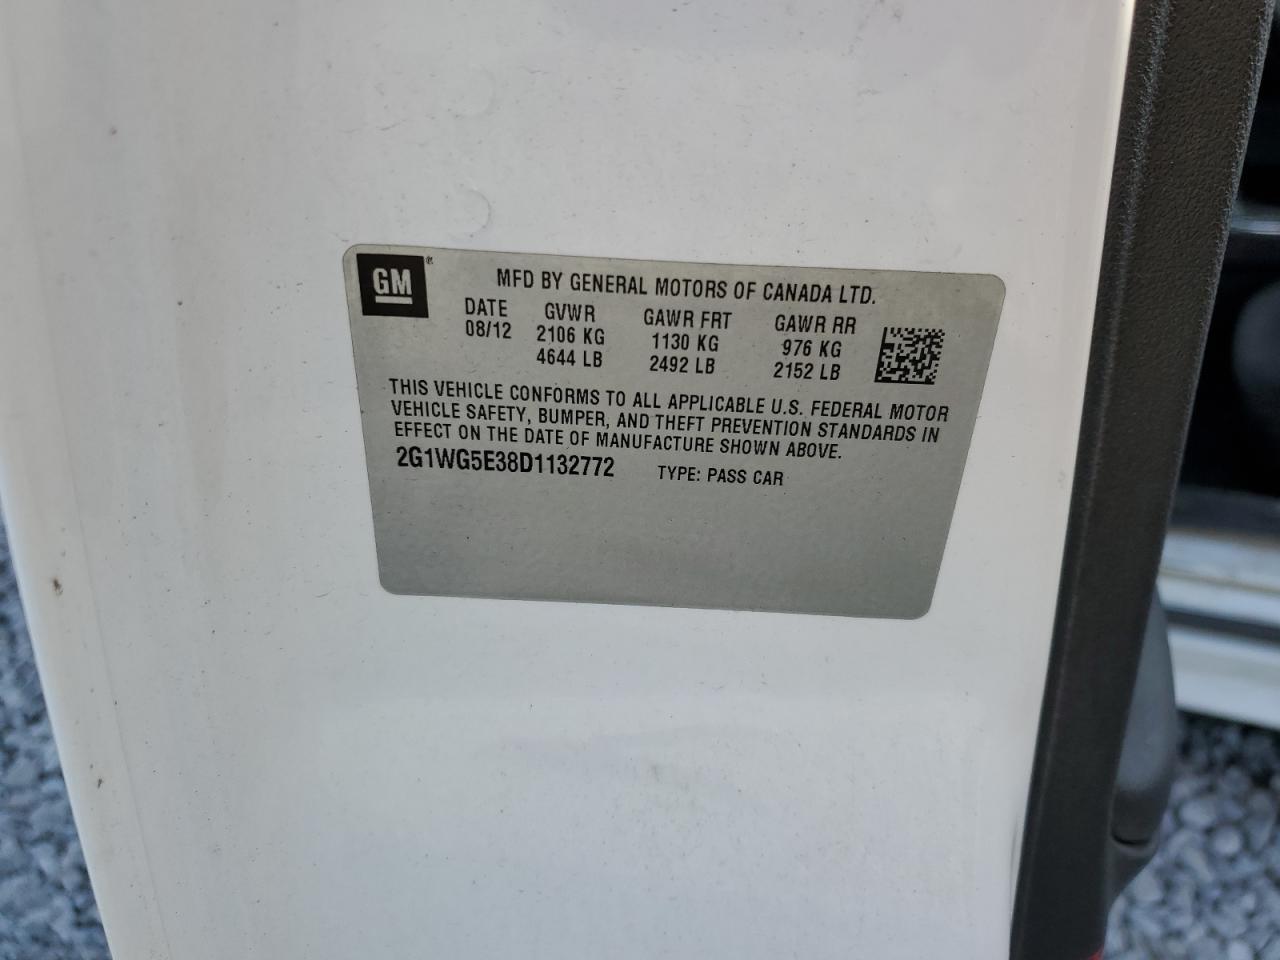 GM®
MFD BY GENERAL MOTORS OF CANADA LTD.
DATE GVWR GAWR FRT GAWR RR
08/12 2106 KG 1130 KG 976 KG
4644 LB 2492 LB 2152 LB
THIS VEHICLE CONFORMS TO ALL APPLICABLE U.S. FEDERAL MOTOR
VEHICLE SAFETY, BUMPER, AND THEFT PREVENTION STANDARDS IN
EFFECT ON THE DATE OF MANUFACTURE SHOWN ABOVE.
2G1WG5E38D1132772 TYPE: PASS CAR